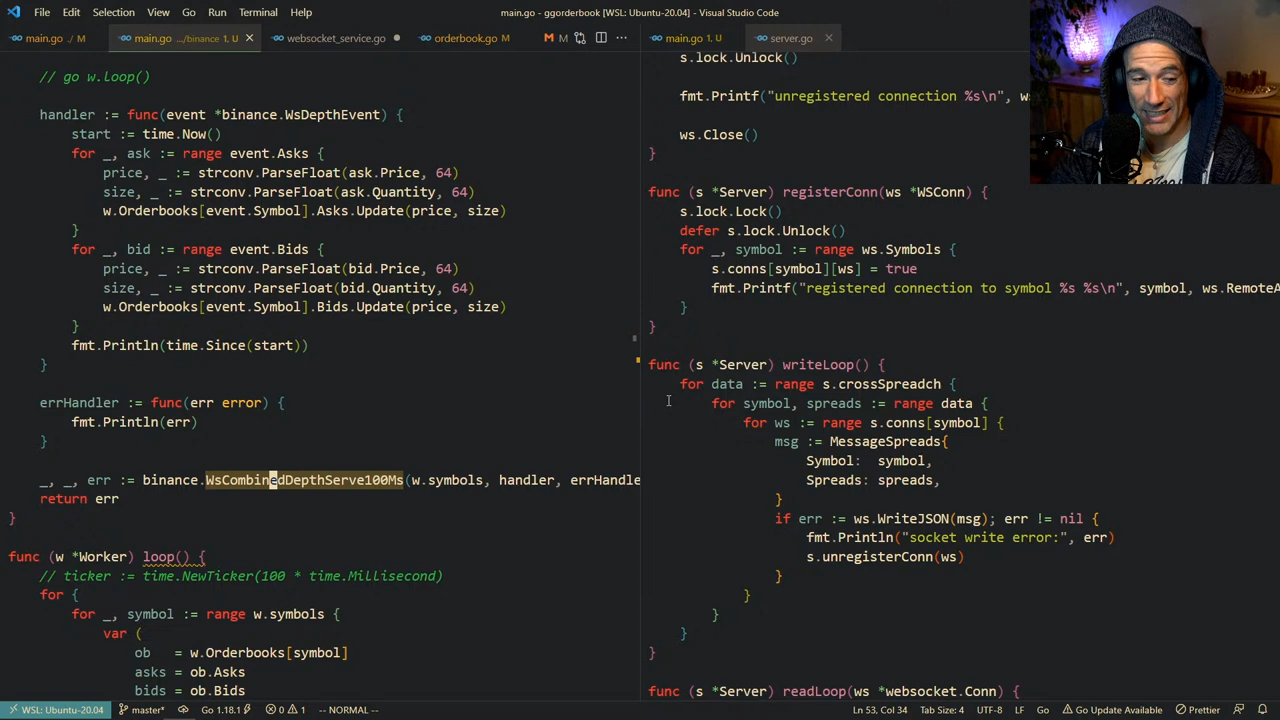 File Edit Selection View Go Run Terminal Help
main.go - ggorderbook [WSL: Ubuntu-20.04] - Visual Studio Code
main.go ./ M
main.go .../binance 1, U
websocket_service.go
orderbook.go M
M M
main.go 1, U
server.go
// go w.loop()
handler := func(event *binance.WsDepthEvent) {
start := time.Now()
for _, ask := range event.Asks {
price, _ := strconv.ParseFloat(ask.Price, 64)
size, _ := strconv.ParseFloat(ask.Quantity, 64)
w.Orderbooks[event.Symbol].Asks.Update(price, size)
}
for _, bid := range event.Bids {
price, _ := strconv.ParseFloat(bid.Price, 64)
size, _ := strconv.ParseFloat(bid.Quantity, 64)
w.Orderbooks[event.Symbol].Bids.Update(price, size)
}
fmt.Println(time.Since(start))
}
errHandler := func(err error) {
fmt.Println(err)
}
_, _, err := binance.WsCombinedDepthServe100Ms(w.symbols, handler, errHandle
return err
}
func (w *Worker) loop() {
// ticker := time.NewTicker(100 * time.Millisecond)
for {
for _, symbol := range w.symbols {
var (
ob = w.Orderbooks[symbol]
asks = ob.Asks
bids = ob.Bids
s.lock.Unlock()
fmt.Printf("unregistered connection %s\n", ws
ws.Close()
}
func (s *Server) registerConn(ws *WSConn) {
s.lock.Lock()
defer s.lock.Unlock()
for _, symbol := range ws.Symbols {
s.conns[symbol][ws] = true
fmt.Printf("registered connection to symbol %s %s\n", symbol, ws.RemoteA
}
}
func (s *Server) writeLoop() {
for data := range s.crossSpreadch {
for symbol, spreads := range data {
for ws := range s.conns[symbol] {
msg := MessageSpreads{
Symbol: symbol,
Spreads: spreads,
}
if err := ws.WriteJSON(msg); err != nil {
fmt.Println("socket write error:", err)
s.unregisterConn(ws)
}
}
}
}
}
func (s *Server) readLoop(ws *websocket.Conn) {
WSL: Ubuntu-20.04 master* Go 1.18.1 0 1 -- NORMAL -- Ln 53, Col 34 Tab Size: 4 UTF-8 LF Go Go Update Available Prettier